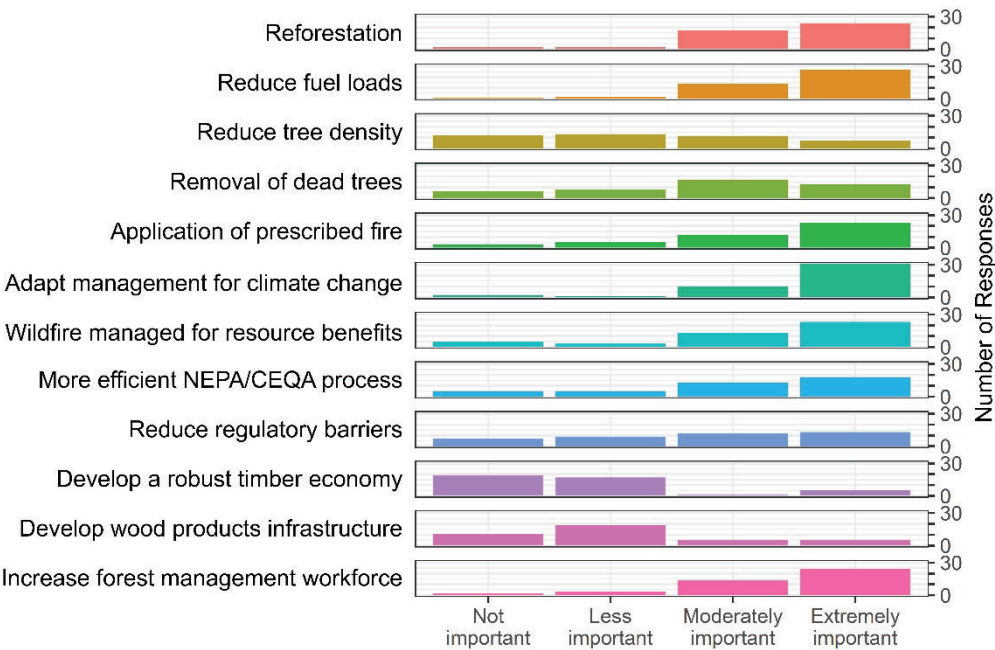 Reforestation
30
0
Reduce fuel loads
30
0
Reduce tree density
30
0
Removal of dead trees
30
0
Application of prescribed fire
30
0
Adapt management for climate change
30
0
Wildfire managed for resource benefits
30
0
More efficient NEPA/CEQA process
30
0
Reduce regulatory barriers
30
0
Develop a robust timber economy
30
0
Develop wood products infrastructure
30
0
Increase forest management workforce
30
0
Number of Responses
Not
important
Less
important
Moderately
important
Extremely
important